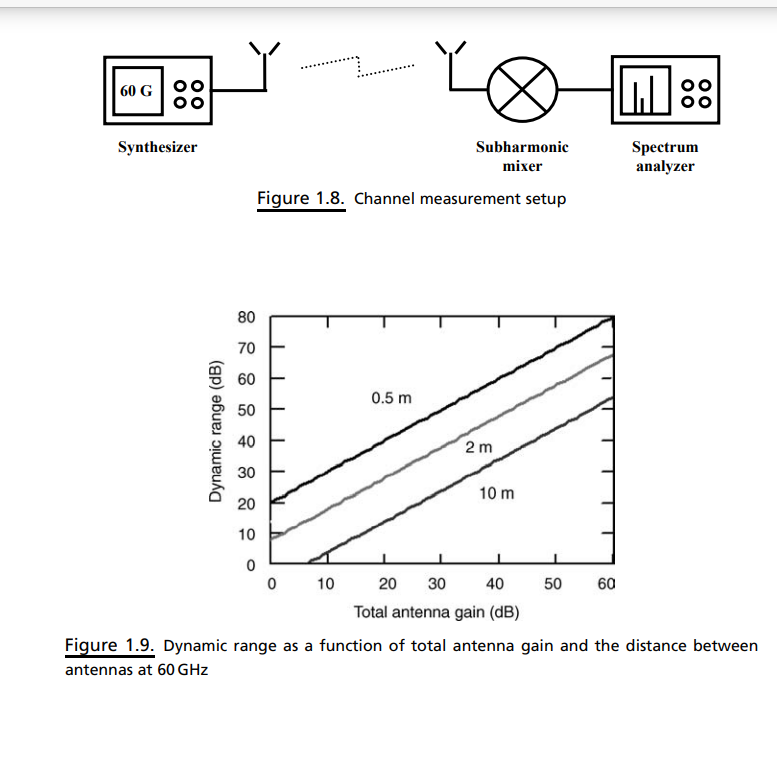 60 G
Synthesizer
Subharmonic
mixer
Spectrum
analyzer
Figure 1.8. Channel measurement setup
80
70
60
50
40
30
20
10
0
Dynamic range (dB)
0.5 m
2 m
10 m
0 10 20 30 40 50 60
Total antenna gain (dB)
Figure 1.9. Dynamic range as a function of total antenna gain and the distance between
antennas at 60 GHz